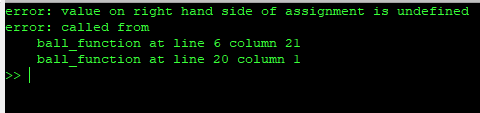 error: value on right hand side of assignment is undefined
error: called from
    ball_function at line 6 column 21
    ball_function at line 20 column 1
>>